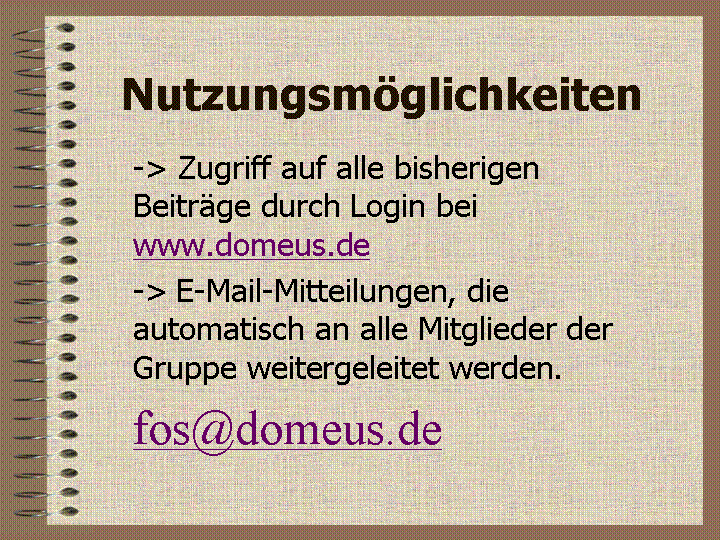 Nutzungsmöglichkeiten
-> Zugriff auf alle bisherigen
Beiträge durch Login bei
www.domeus.de
-> E-Mail-Mitteilungen, die
automatisch an alle Mitglieder der
Gruppe weitergeleitet werden.
fos@domeus.de